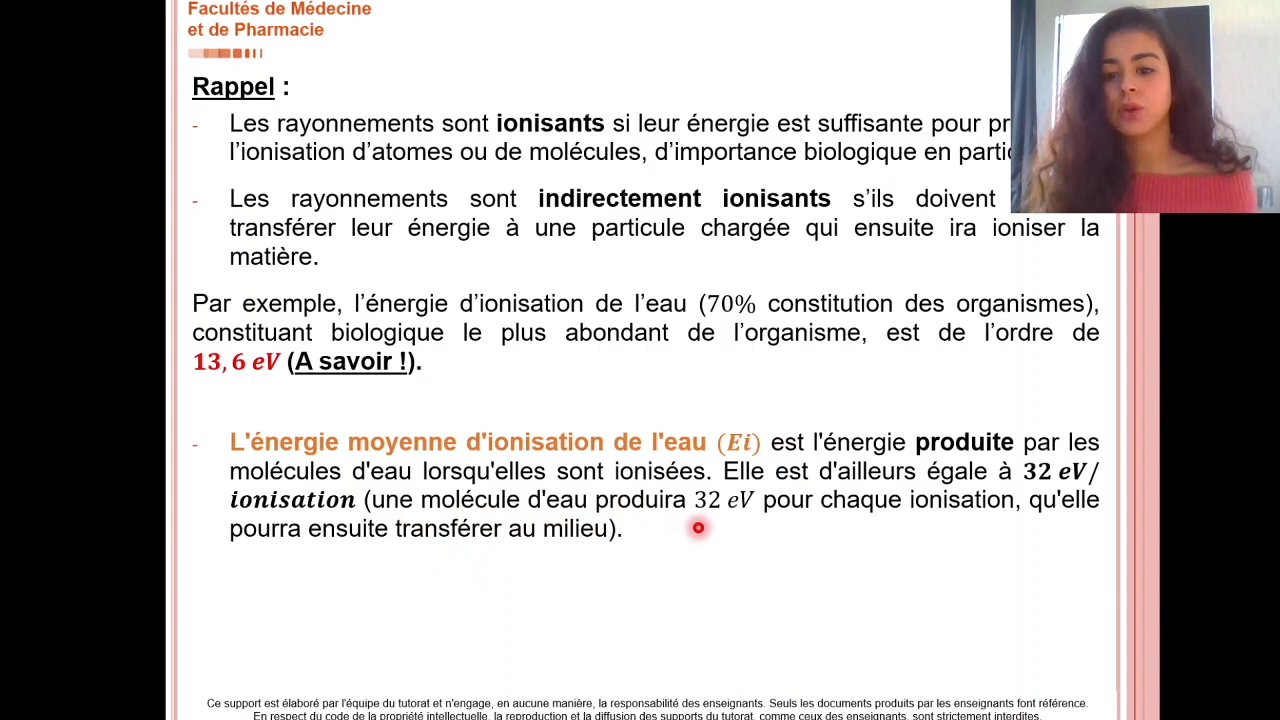 Facultés de Médecine
et de Pharmacie
Rappel :
- Les rayonnements sont ionisants si leur énergie est suffisante pour
l'ionisation d'atomes ou de molécules, d'importance biologique en
- Les rayonnements sont indirectement ionisants s'ils doivent
transférer leur énergie à une particule chargée qui ensuite ira ioniser la
matière.
Par exemple, l'énergie d'ionisation de l'eau (70% constitution des organismes),
constituant biologique le plus abondant de l'organisme, est de l'ordre de
13,6 eV (A savoir !).
- L'énergie moyenne d'ionisation de l'eau (Ei) est l'énergie produite par les
molécules d'eau lorsqu'elles sont ionisées. Elle est d'ailleurs égale à 32 eV/
ionisation (une molécule d'eau produira 32 eV pour chaque ionisation, qu'elle
pourra ensuite transférer au milieu).
Ce support est élaboré par l'équipe du tutorat et n'engage, en aucune manière, la responsabilité des enseignants. Seuls les documents produits par les enseignants font référence.
En respect du code de la propriété intellectuelle, la reproduction et la diffusion des supports du tutorat, comme ceux des enseignants, sont strictement interdites.